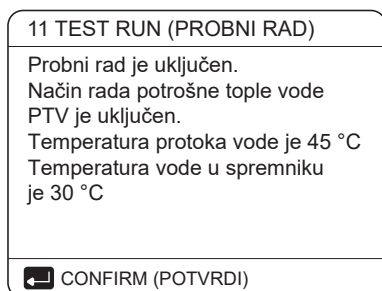 11 TEST RUN (PROBNI RAD)
Probni rad je uključen.
Način rada potrošne tople vode
PTV je uključen.
Temperatura protoka vode je 45 °C
Temperatura vode u spremniku
je 30 °C
CONFIRM (POTVRDI)